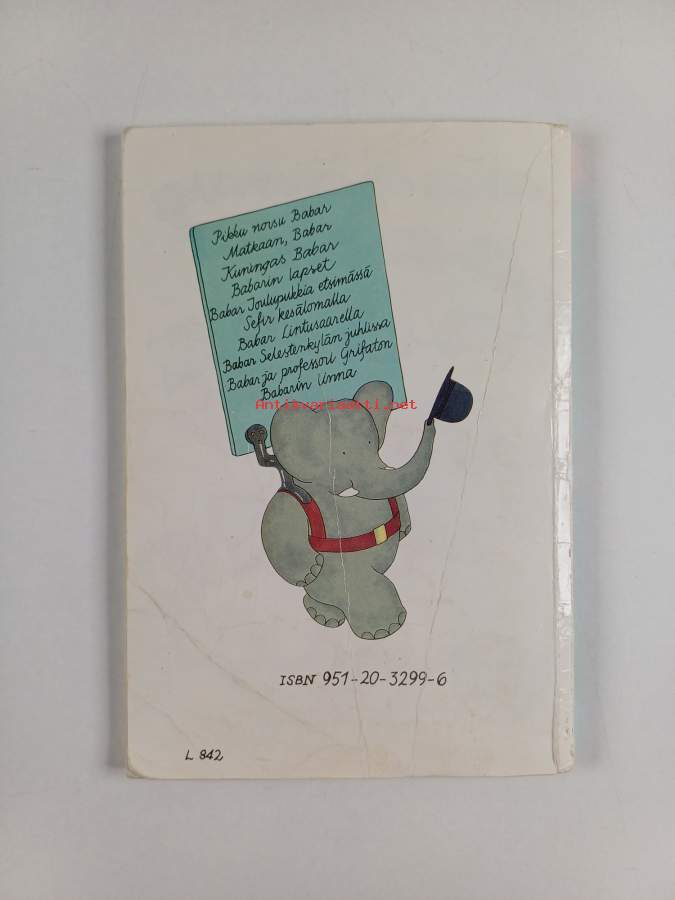 Pikku norsu Babar
Matkaan, Babar
Kuningas Babar
Babarin lapset
Babar Joulupukkia etsimässä
Sefir kesälomalla
Babar Lintusaarella
Babar Selestenkylän juhlissa
Babar ja professori Grifaton
Babarin linna
Antikvariaatti.net
ISBN 951-20-3299-6
L 842